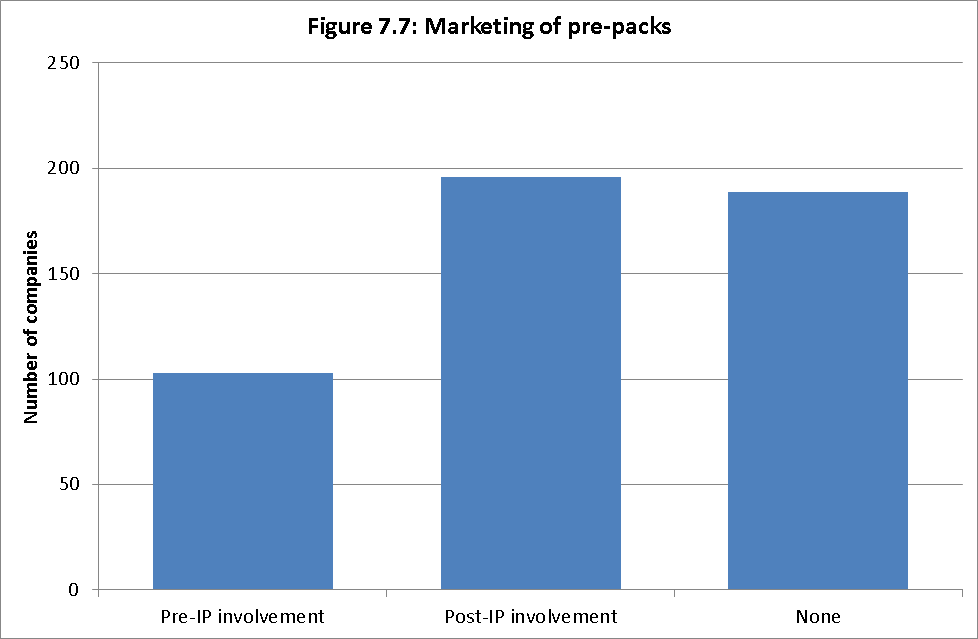 Figure 7.7: Marketing of pre-packs
250
200
150
100
50
0
Number of companies
Pre-IP involvement
Post-IP involvement
None